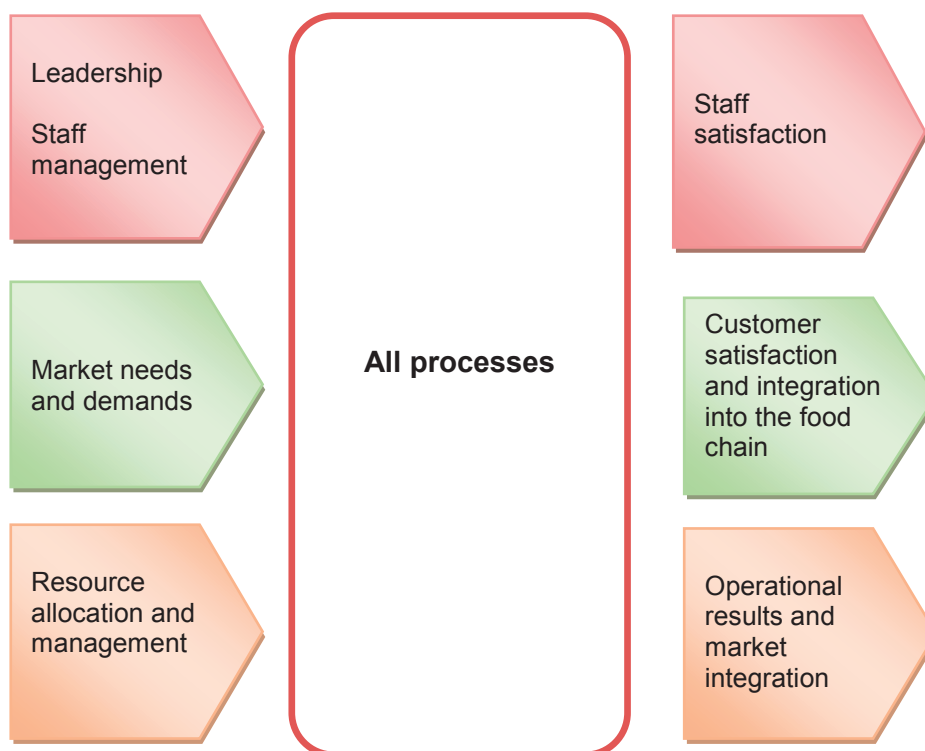 Leadership
Staff
management
Market needs
and demands
Resource
allocation and
management
All processes
Staff
satisfaction
Customer
satisfaction
and integration
into the food
chain
Operational
results and
market
integration